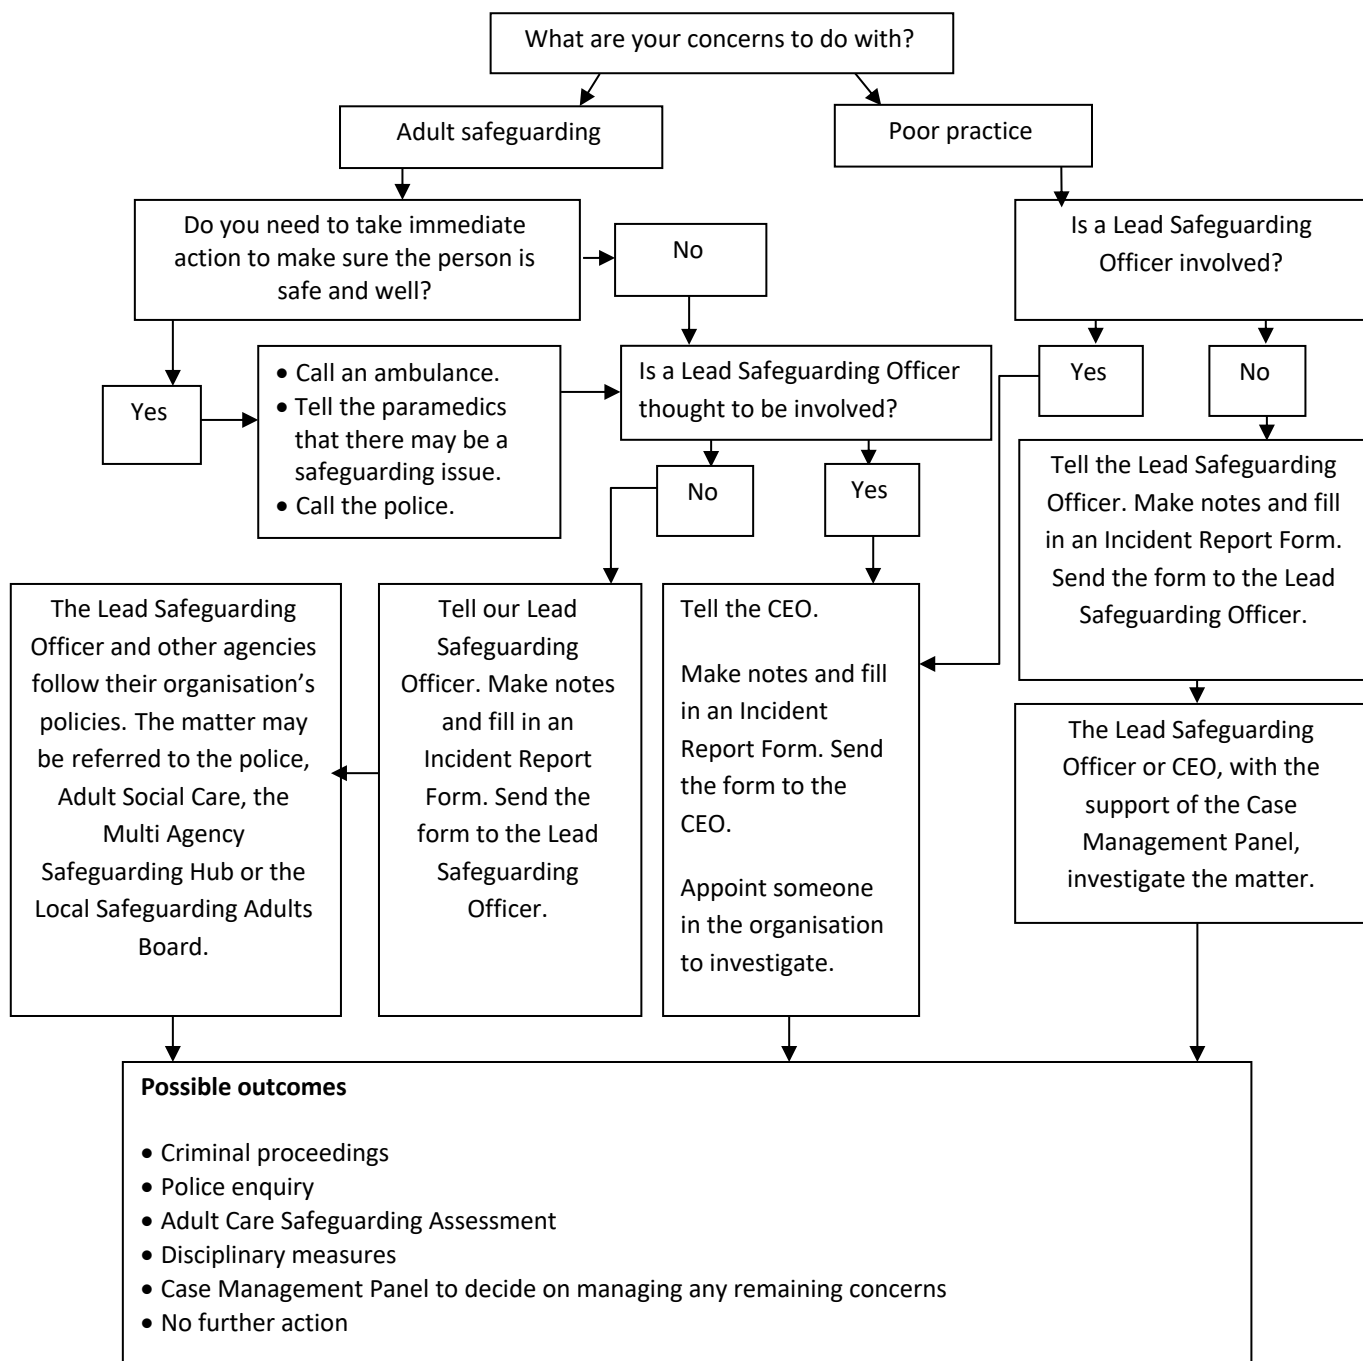 What are your concerns to do with?
Adult safeguarding
Poor practice
Do you need to take immediate
action to make sure the person is
safe and well?
No
Is a Lead Safeguarding
Officer involved?
Yes
• Call an ambulance.
• Tell the paramedics
that there may be a
safeguarding issue.
• Call the police.
Is a Lead Safeguarding Officer
thought to be involved?
Yes
No
No
Yes
Tell the Lead Safeguarding
Officer. Make notes and fill
in an Incident Report Form.
Send the form to the Lead
Safeguarding Officer.
The Lead Safeguarding
Officer and other agencies
follow their organisation’s
policies. The matter may
be referred to the police,
Adult Social Care, the
Multi Agency
Safeguarding Hub or the
Local Safeguarding Adults
Board.
Tell our Lead
Safeguarding
Officer. Make notes
and fill in an
Incident Report
Form. Send the
form to the Lead
Safeguarding
Officer.
Tell the CEO.
Make notes and fill
in an Incident
Report Form. Send
the form to the
CEO.
Appoint someone
in the organisation
to investigate.
The Lead Safeguarding
Officer or CEO, with the
support of the Case
Management Panel,
investigate the matter.
Possible outcomes
• Criminal proceedings
• Police enquiry
• Adult Care Safeguarding Assessment
• Disciplinary measures
• Case Management Panel to decide on managing any remaining concerns
• No further action